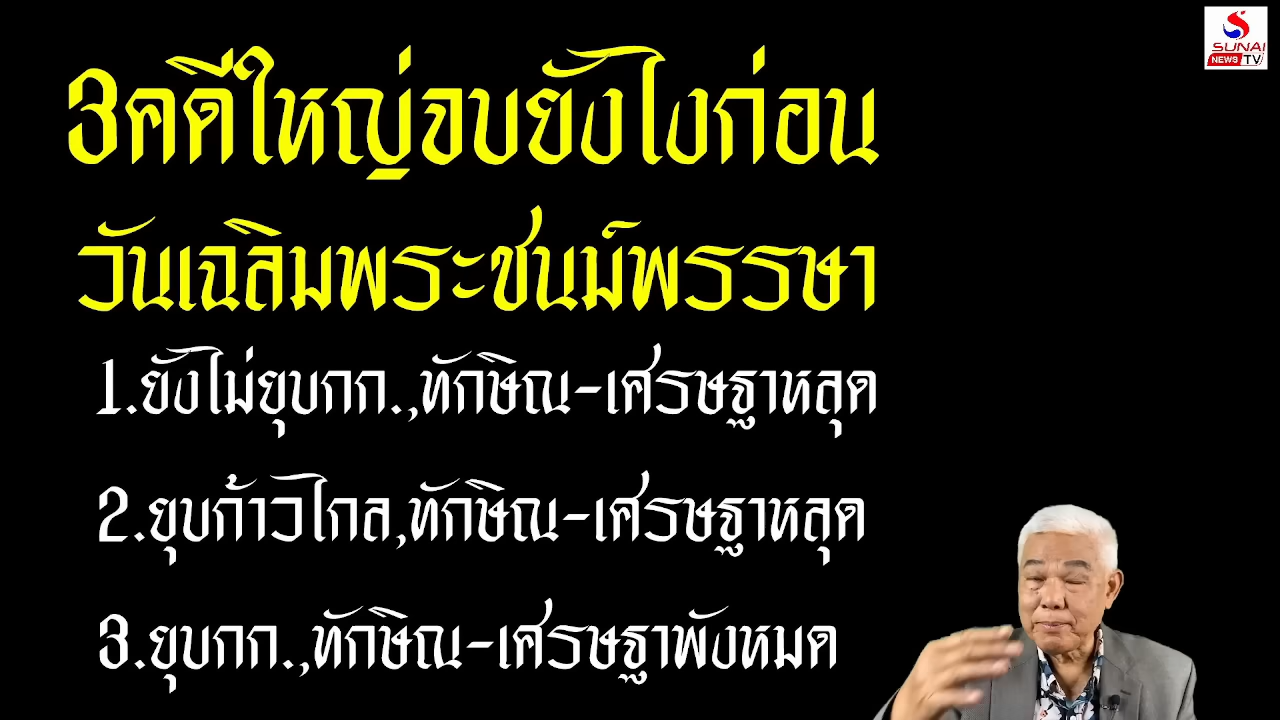 SUNAI
NEWS TV
3คดีใหญ่จบยังไงก่อน
วันเฉลิมพระชนม์พรรษา
1.ยังไม่ยุบกก.,ทักษิณ-เศรษฐาหลุด
2.ยุบก้าวไกล,ทักษิณ-เศรษฐาหลุด
3.ยุบกก.,ทักษิณ-เศรษฐาพังหมด